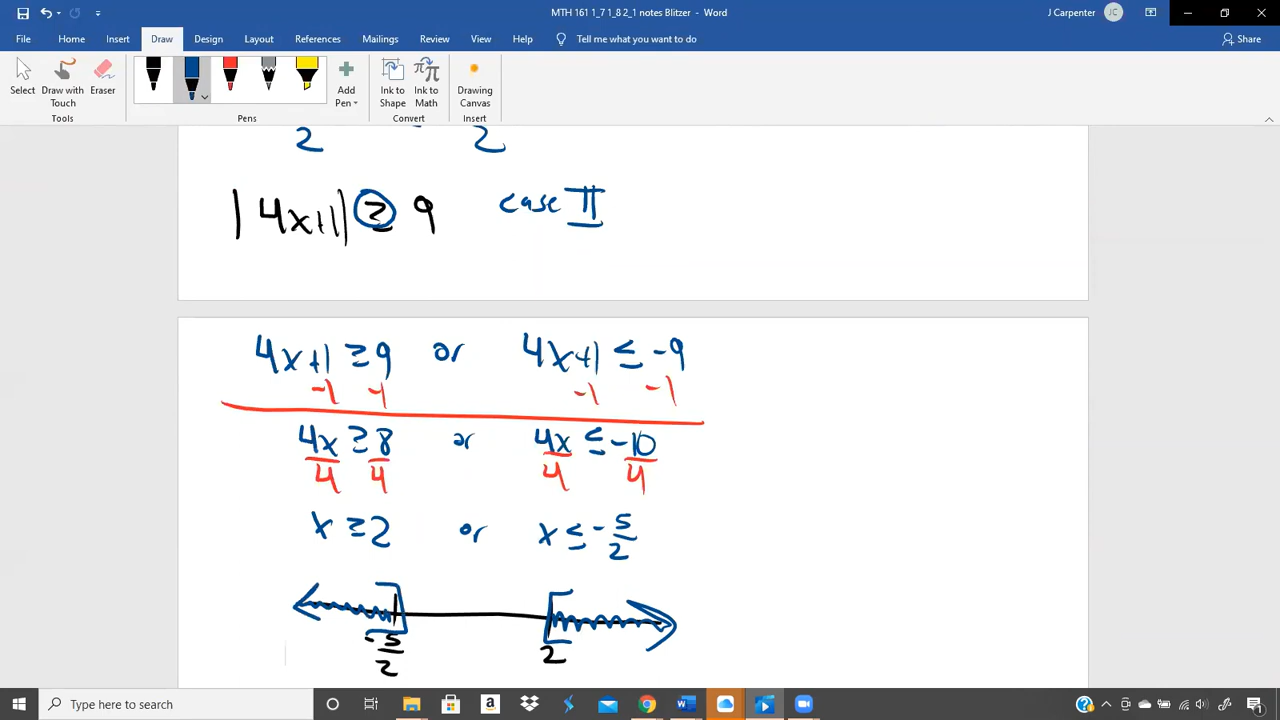 MTH 161 1_7 1_8 2_1 notes Blitzer - Word
J Carpenter JC
File Home Insert Draw Design Layout References Mailings Review View Help Tell me what you want to do Share
Select Draw with Touch Eraser Add Pen Ink to Shape Ink to Math Drawing Canvas
Tools Pens Convert Insert
2 2
|4x+1| ≥ 9 case II
4x+1 ≥ 9 or 4x+1 ≤ -9
-1 -1 -1 -1
4x ≥ 8 or 4x ≤ -10
4 4 4 4
x ≥ 2 or x ≤ -5/2
-5/2 2
Type here to search